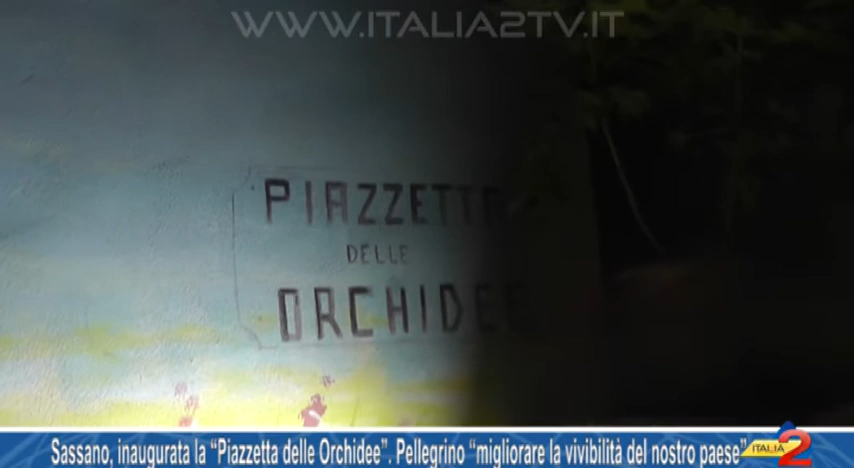 WWW.ITALIA2TV.IT
PIAZZETTA
DELLE
ORCHIDEE
Sassano, inaugurata la “Piazzetta delle Orchidee”. Pellegrino “migliorare la vivibilità del nostro paese”
ITALIA 2